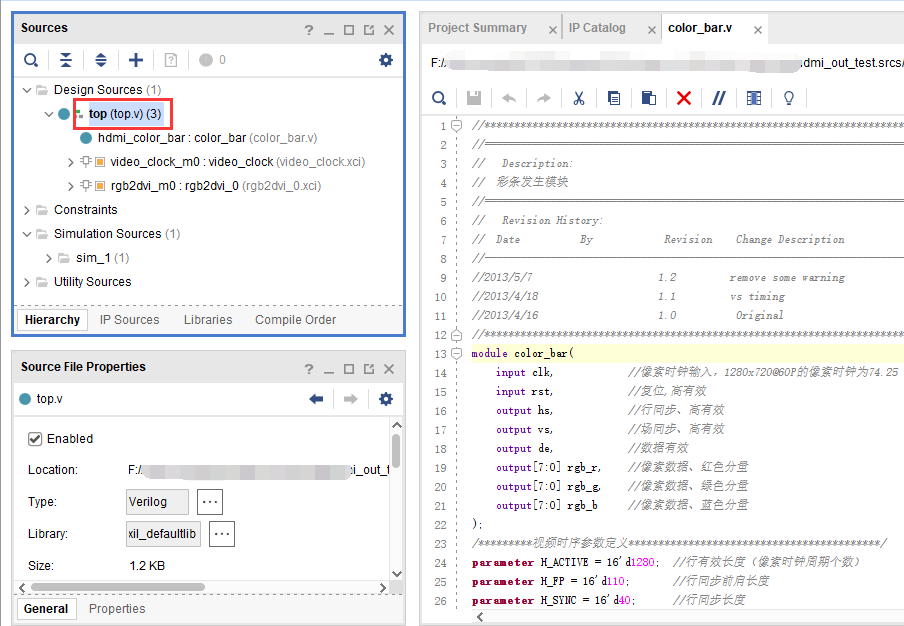 Sources
0
Design Sources (1)
top (top.v) (3)
hdmi_color_bar : color_bar (color_bar.v)
video_clock_m0 : video_clock (video_clock.xci)
rgb2dvi_m0 : rgb2dvi_0 (rgb2dvi_0.xci)
Constraints
Simulation Sources (1)
sim_1 (1)
Utility Sources
Hierarchy IP Sources Libraries Compile Order
Source File Properties
top.v
Enabled
Location: F:/
Type: Verilog ...
Library: xil_defaultlib ...
Size: 1.2 KB
General Properties
Project Summary IP Catalog color_bar.v
F:/ dmi_out_test.srcs/
1 //**********************************************************************
2 //======================================================================
3 // Description:
4 // 彩条发生模块
5 //======================================================================
6 // Revision History:
7 // Date By Revision Change Description
8 //----------------------------------------------------------------------
9 //2013/5/7 1.2 remove some warning
10 //2013/4/18 1.1 vs timing
11 //2013/4/16 1.0 Original
12 //**********************************************************************
13 module color_bar(
14 input clk, //像素时钟输入，1280x720@60P的像素时钟为74.25
15 input rst, //复位,高有效
16 output hs, //行同步、高有效
17 output vs, //场同步、高有效
18 output de, //数据有效
19 output[7:0] rgb_r, //像素数据、红色分量
20 output[7:0] rgb_g, //像素数据、绿色分量
21 output[7:0] rgb_b //像素数据、蓝色分量
22 );
23 /*********视频时序参数定义******************************************/
24 parameter H_ACTIVE = 16'd1280; //行有效长度（像素时钟周期个数）
25 parameter H_FP = 16'd110; //行同步前肩长度
26 parameter H_SYNC = 16'd40; //行同步长度